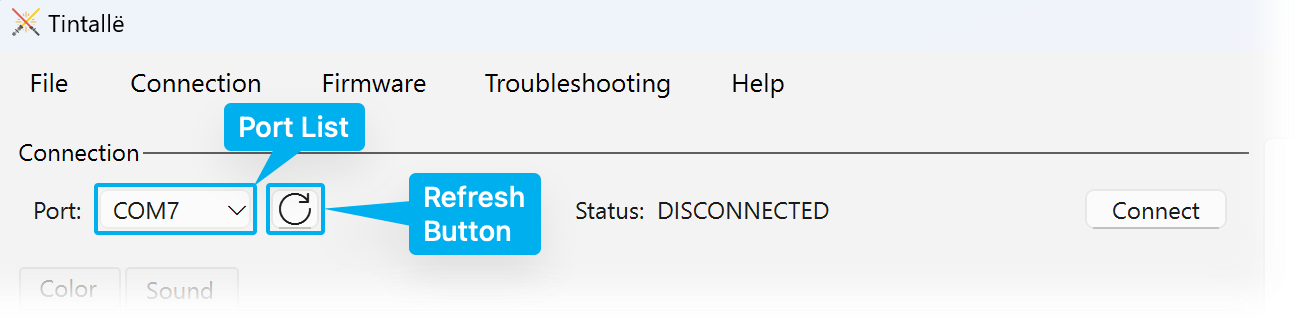 Tintallë
File Connection Firmware Troubleshooting Help
Port List
Connection
Port: COM7 Refresh Button Status: DISCONNECTED Connect
Color Sound